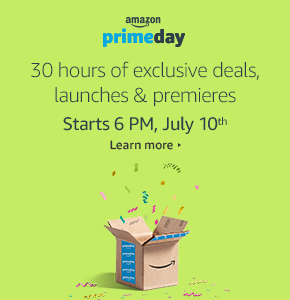 amazon
primeday
30 hours of exclusive deals,
launches & premieres
Starts 6 PM, July 10th
Learn more ▸